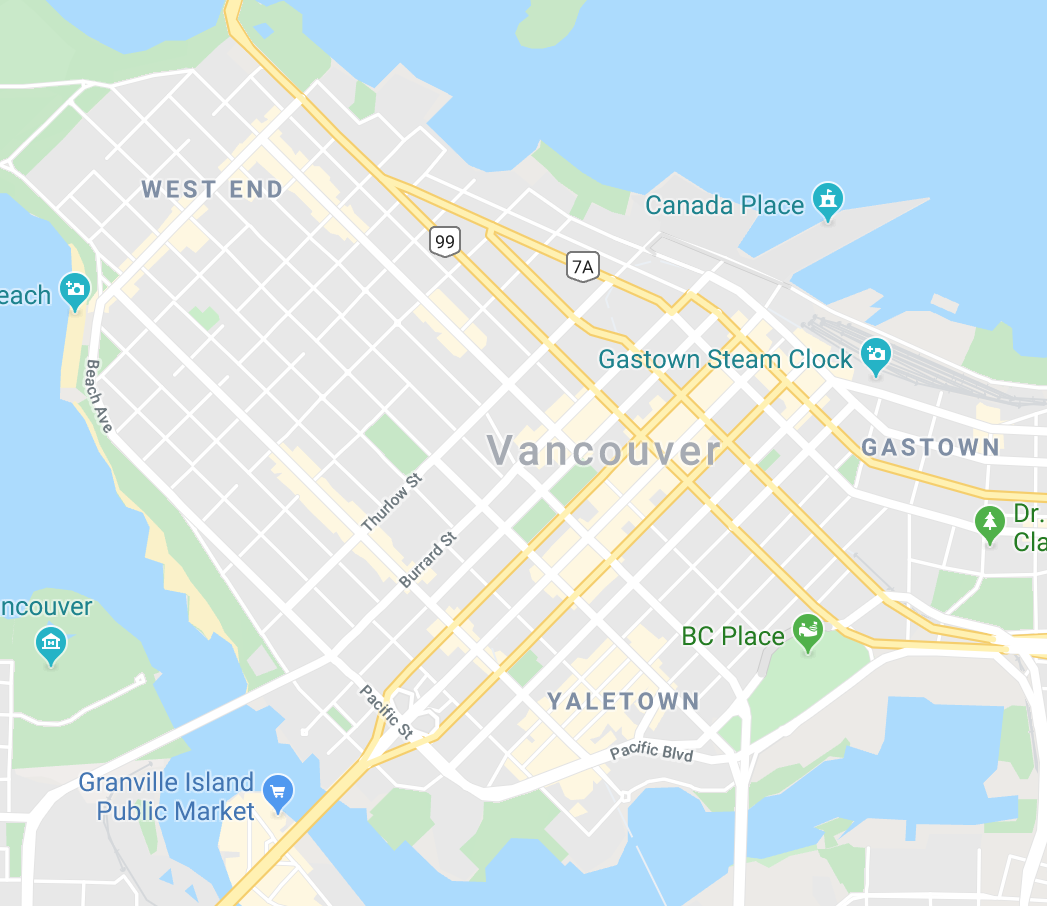 WEST END
Canada Place
99
7A
each
Beach Ave
Gastown Steam Clock
Vancouver
GASTOWN
Thurlow St
Dr.
Cla
Burrard St
ncouver
BC Place
YALETOWN
Pacific St
Pacific Blvd
Granville Island
Public Market